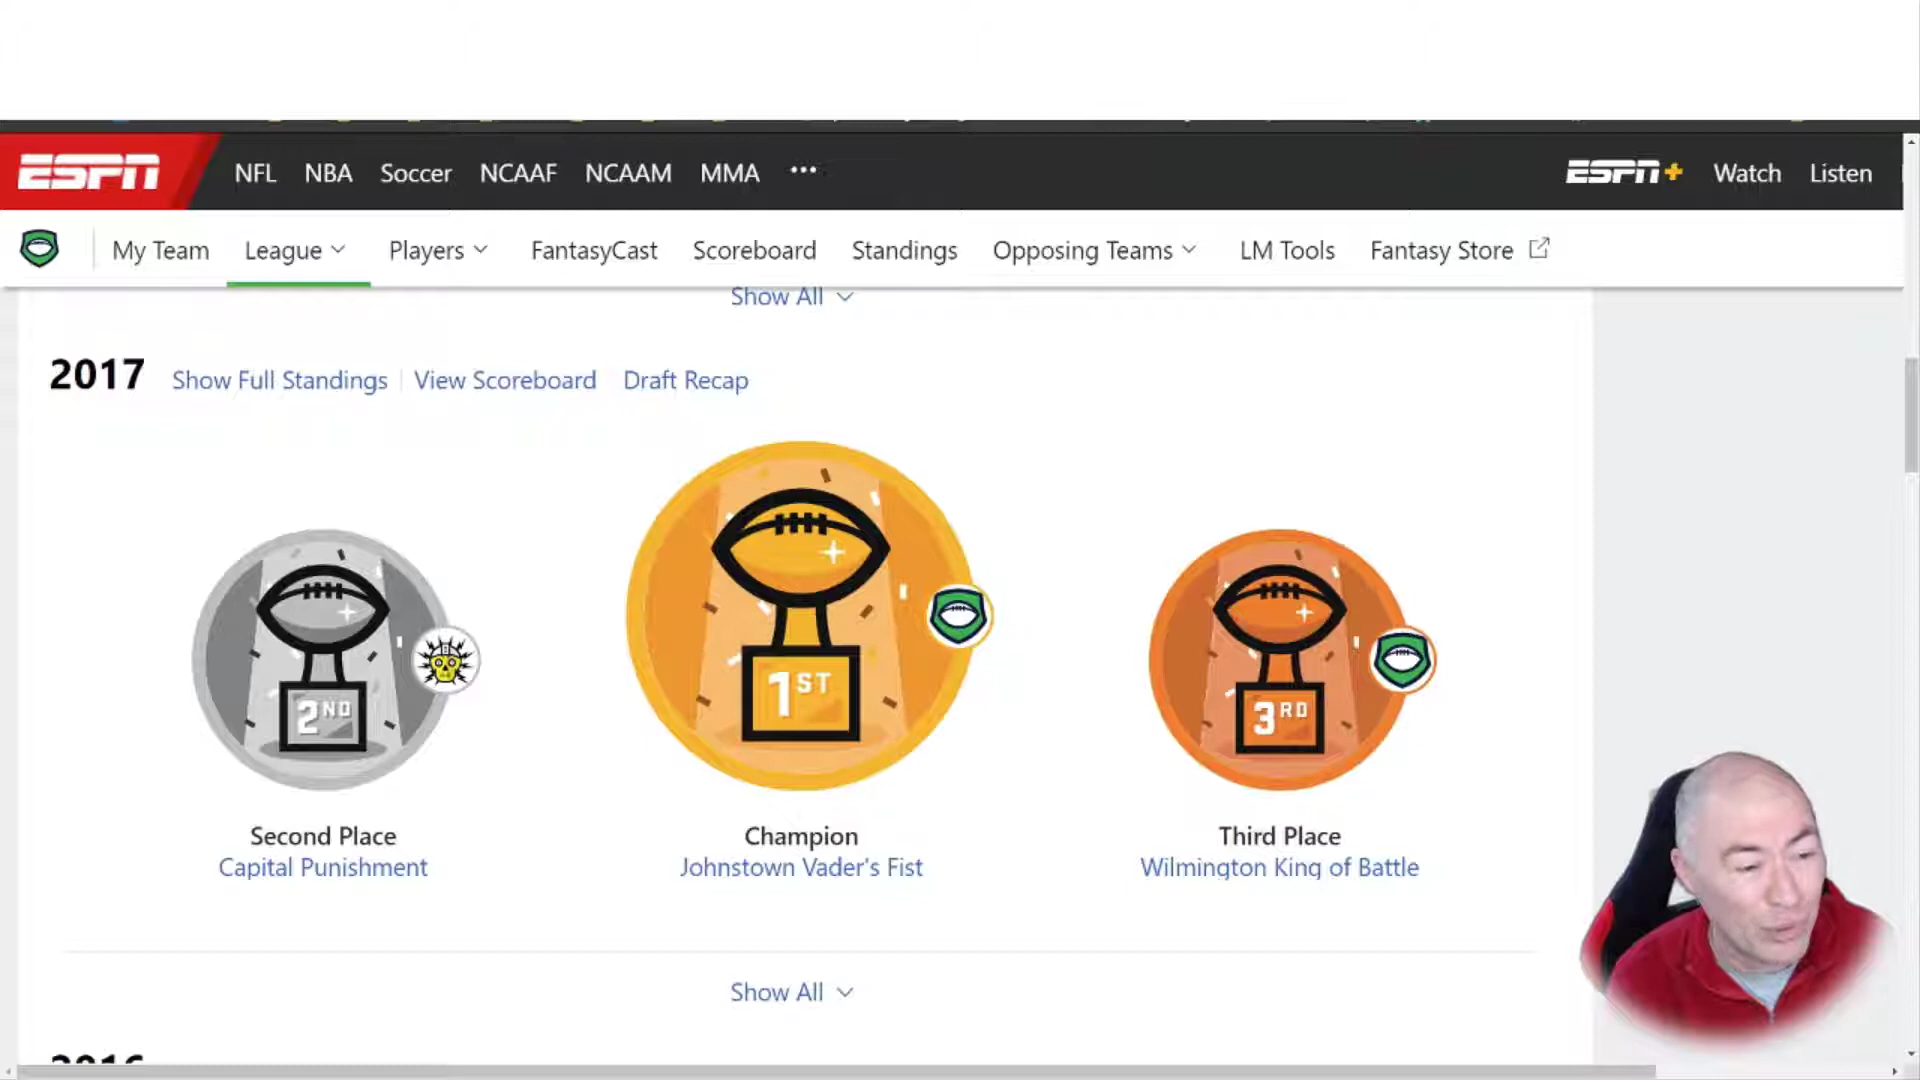 ESPN NFL NBA Soccer NCAAF NCAAM MMA ••• ESPN+ Watch Listen
My Team League Players FantasyCast Scoreboard Standings Opposing Teams LM Tools Fantasy Store
Show All
2017 Show Full Standings View Scoreboard Draft Recap
2ND
1ST
3RD
Second Place
Capital Punishment
Champion
Johnstown Vader's Fist
Third Place
Wilmington King of Battle
Show All
2016